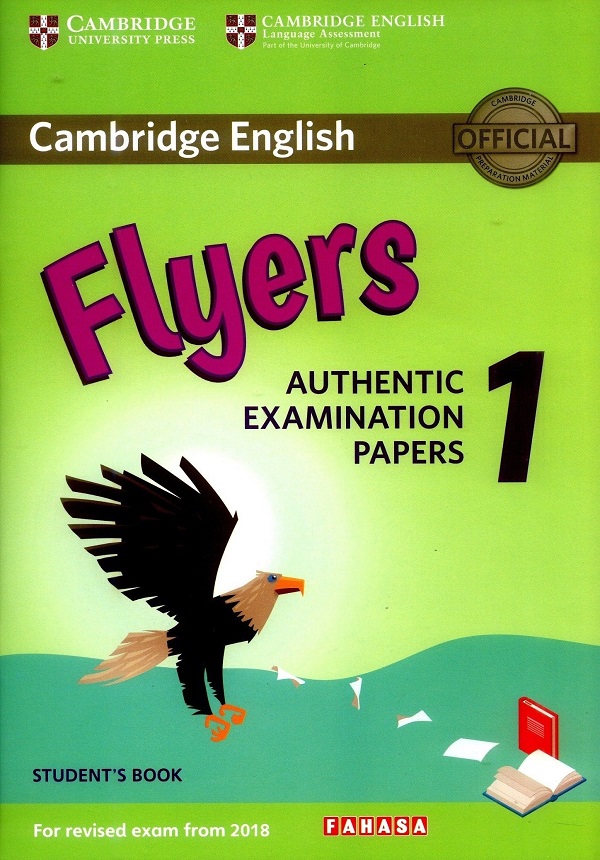 CAMBRIDGE
UNIVERSITY PRESS
CAMBRIDGE ENGLISH
Language Assessment
Part of the University of Cambridge
Cambridge English
CAMBRIDGE
OFFICIAL
PREPARATION MATERIAL
Flyers
AUTHENTIC
EXAMINATION
PAPERS
1
STUDENT'S BOOK
For revised exam from 2018
FAHASA